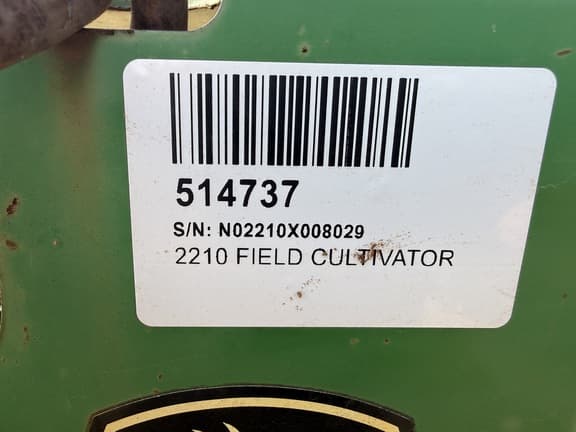 514737
S/N: N02210X008029
2210 FIELD CULTIVATOR